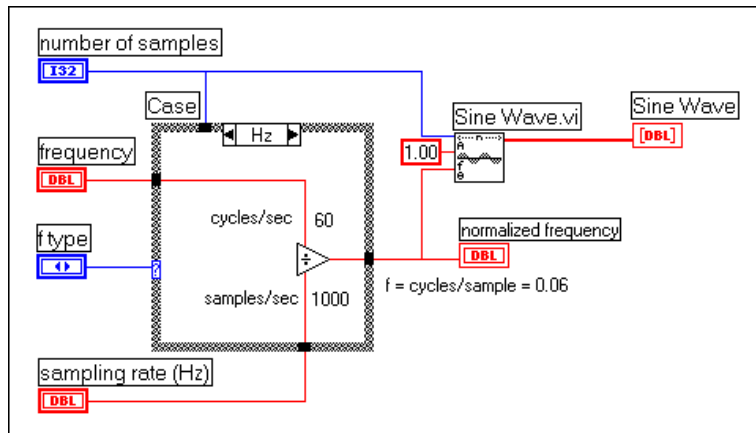 number of samples
I32
Case
Hz
Sine Wave.vi
Sine Wave
n
A
f
θ
1.00
[DBL]
frequency
DBL
cycles/sec 60
normalized frequency
DBL
f type
÷
?
samples/sec 1000
f = cycles/sample = 0.06
sampling rate (Hz)
DBL